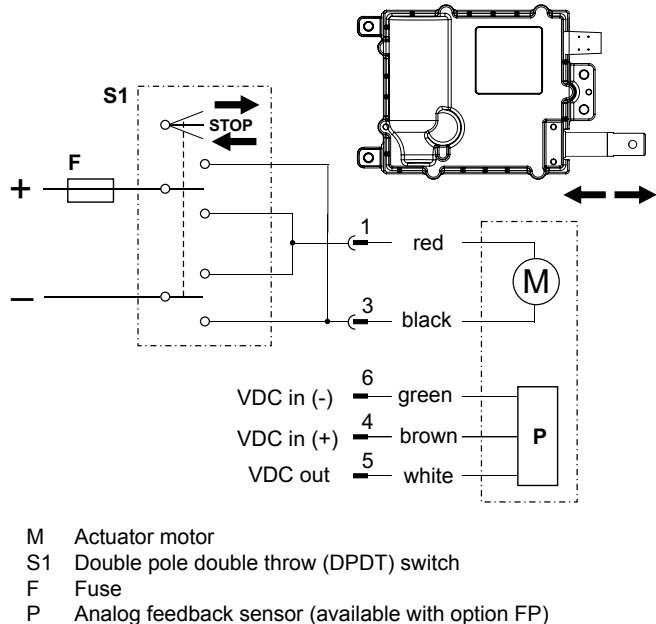 S1
STOP
F
+
1
red
M
–
3
black
6
VDC in (-) green
4
VDC in (+) brown P
5
VDC out white
M Actuator motor
S1 Double pole double throw (DPDT) switch
F Fuse
P Analog feedback sensor (available with option FP)